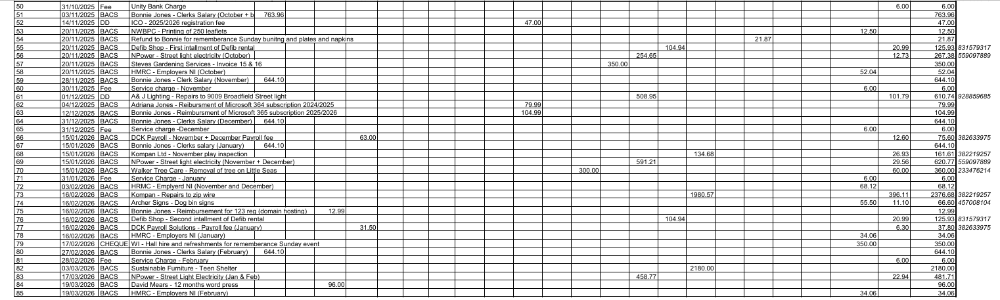 50 31/10/2025 Fee Unity Bank Charge 6.00 6.00
51 03/11/2025 BACS Bonnie Jones - Clerks Salary (October + b 763.96 763.96
52 14/11/2025 DD ICO - 2025/2026 registration fee 47.00 47.00
53 20/11/2025 BACS NWBPC - Printing of 250 leaflets 12.50 12.50
54 20/11/2025 BACS Refund to Bonnie for rememberance Sunday bunitng and plates and napkins 21.87 21.87
55 20/11/2025 BACS Defib Shop - First intallment of Defib rental 104.94 20.99 125.93 831579317
56 20/11/2025 BACS NPower - Street light electricity (October) 254.65 12.73 267.38 559097889
57 20/11/2025 BACS Steves Gardening Services - Invoice 15 & 16 350.00 350.00
58 20/11/2025 BACS HMRC - Employers NI (October) 52.04 52.04
59 28/11/2025 BACS Bonnie Jones - Clerk Salary (November) 644.10 644.10
60 30/11/2025 Fee Service charge - November 6.00 6.00
61 01/12/2025 DD A& J Lighting - Repairs to 9009 Broadfield Street light 508.95 101.79 610.74 928859685
62 04/12/2025 BACS Adriana Jones - Reibursment of Microsoft 364 subscription 2024/2025 79.99 79.99
63 12/12/2025 BACS Bonnie Jones - Reimbursement of Microsoft 365 subscription 2025/2026 104.99 104.99
64 31/12/2025 BACS Bonnie Jones - Clerks Salary (December) 644.10 644.10
65 31/12/2025 Fee Service charge -December 6.00 6.00
66 15/01/2026 BACS DCK Payroll - November + December Payroll fee 63.00 12.60 75.60 382633975
67 15/01/2026 BACS Bonnie Jones - Clerks salary (January) 644.10 644.10
68 15/01/2026 BACS Kompan Ltd - November play inspection 134.68 26.93 161.61 382219257
69 15/01/2026 BACS NPower - Street light electricity (November + December) 591.21 29.56 620.77 559097889
70 15/01/2026 BACS Walker Tree Care - Removal of tree on Little Seas 300.00 60.00 360.00 233476214
71 31/01/2026 Fee Service Charge - January 6.00 6.00
72 03/02/2026 BACS HRMC - Emplyerd NI (November and December) 68.12 68.12
73 16/02/2026 BACS Kompan - Repairs to zip wire 1980.57 396.11 2376.68 382219257
74 16/02/2026 BACS Archer Signs - Dog bin signs 55.50 11.10 66.60 457008104
75 16/02/2026 BACS Bonnie Jones - Reimbursement for 123 reg (domain hosting) 12.99 12.99
76 16/02/2026 BACS Defib Shop - Second intallment of Defib rental 104.94 20.99 125.93 831579317
77 16/02/2026 BACS DCK Payroll Solutions - Payroll fee (January) 31.50 6.30 37.80 382633975
78 16/02/2026 BACS HMRC - Employers NI (January) 34.06 34.06
79 17/02/2026 CHEQUE WI - Hall hire and refreshments for rememberance Sunday event 350.00 350.00
80 27/02/2026 BACS Bonnie Jones - Clerks Salary (February) 644.10 644.10
81 28/02/2026 Fee Service Charge - February 6.00 6.00
82 03/03/2026 BACS Sustainable Furniture - Teen Shelter 2180.00 2180.00
83 17/03/2026 BACS NPower - Street Light Electricity (Jan & Feb) 458.77 22.94 481.71
84 19/03/2026 BACS David Mears - 12 months word press 96.00 96.00
85 19/03/2026 BACS HMRC - Employers NI (February) 34.06 34.06